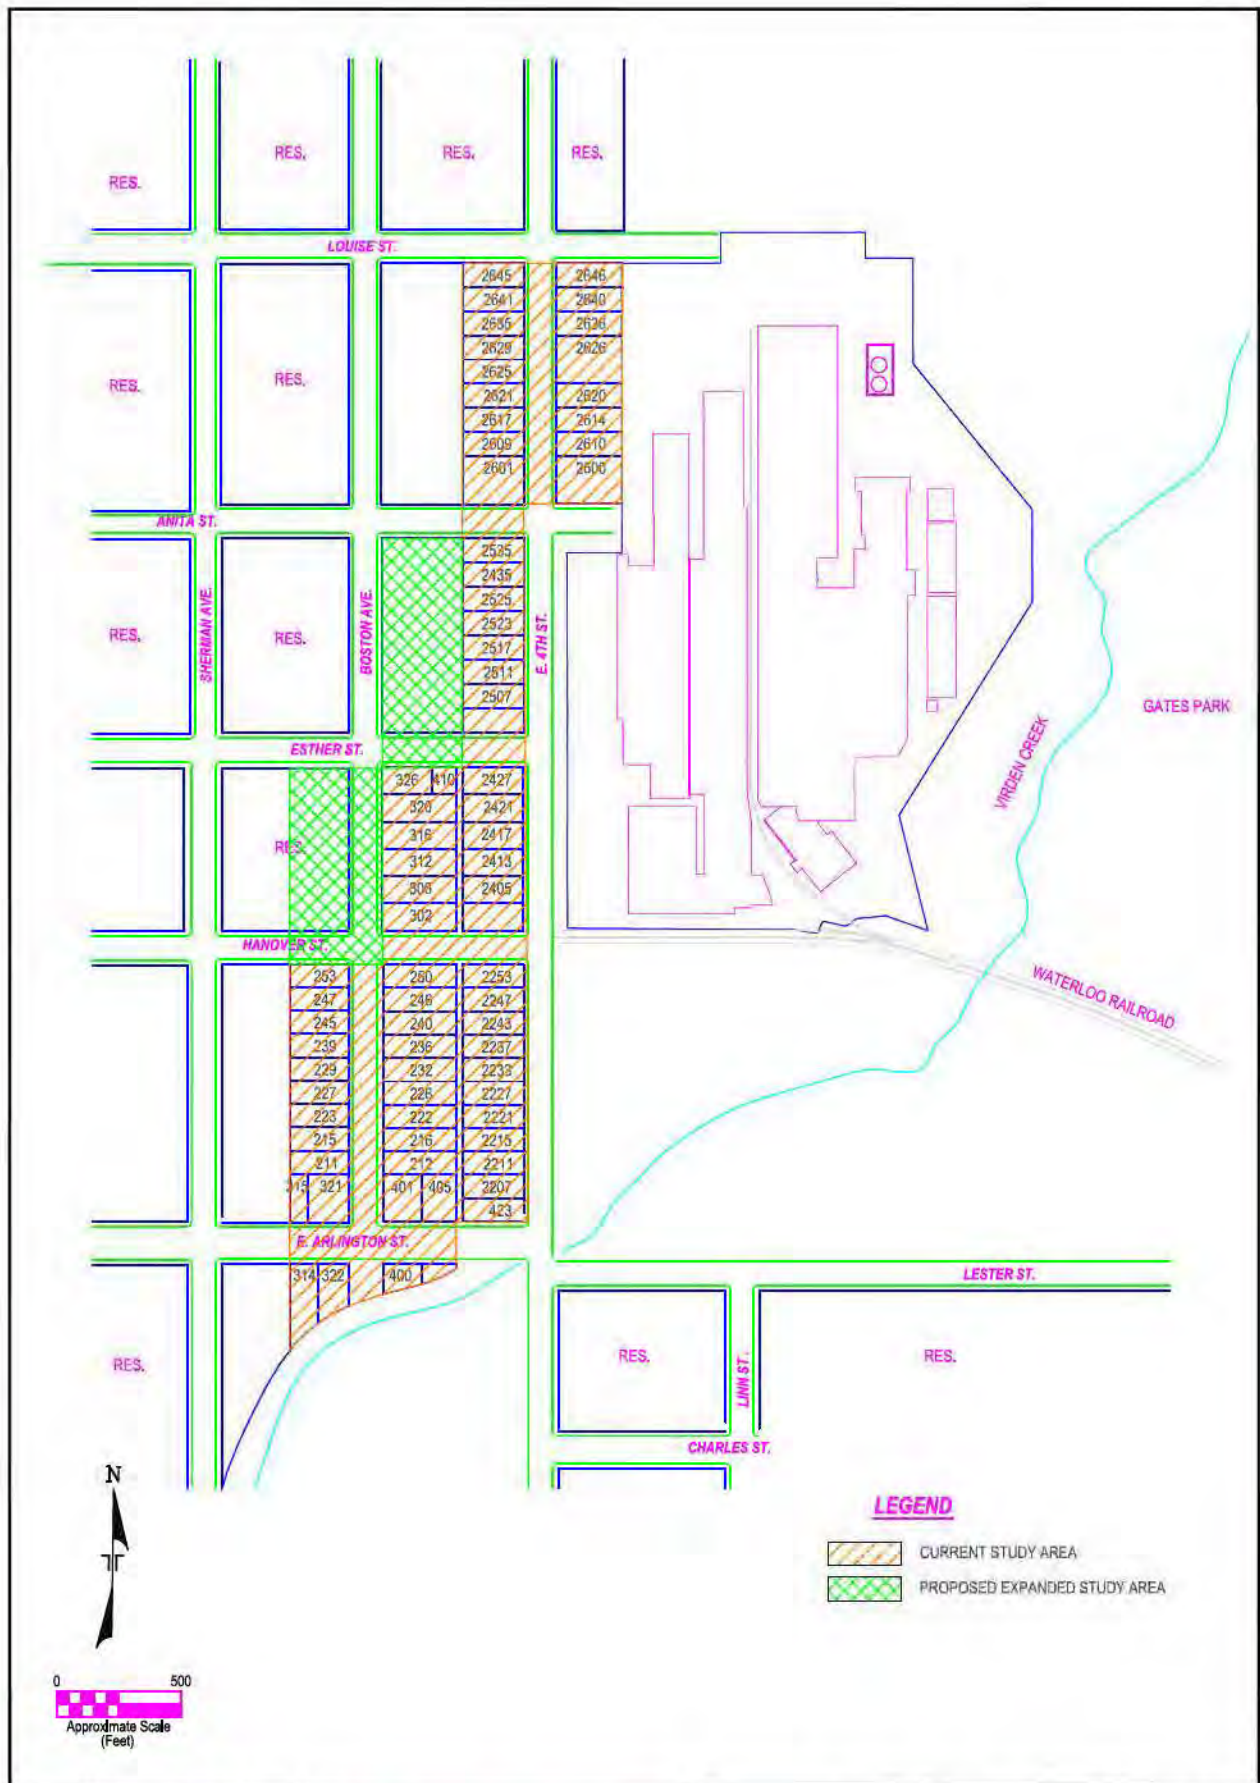 RES.
RES.
RES.
RES.
LOUISE ST.
2645
2646
2641
2640
2635
2636
2629
2626
2625
2621
2620
2617
2614
2609
2610
2601
2600
RES.
RES.
ANITA ST.
SHERMAN AVE.
BOSTON AVE.
E. 4TH ST.
2535
2435
2525
2523
2517
2511
2507
RES.
RES.
GATES PARK
VIRDEN CREEK
ESTHER ST.
326
410
2427
320
2421
316
2417
312
2413
306
2405
302
RES.
HANOVER ST.
WATERLOO RAILROAD
253
250
2253
247
246
2247
245
240
2243
239
236
2237
229
232
2233
227
226
2227
223
222
2221
215
216
2215
211
212
2211
315
321
401
405
2207
423
E. ARLINGTON ST.
314
322
400
LESTER ST.
RES.
RES.
LINN ST.
RES.
CHARLES ST.
N
LEGEND
CURRENT STUDY AREA
PROPOSED EXPANDED STUDY AREA
0 500
Approximate Scale
(Feet)